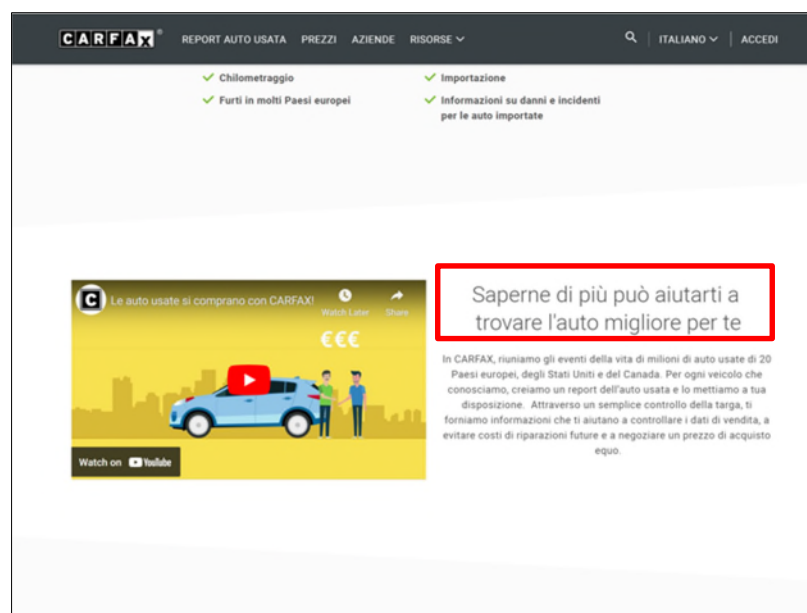 CARFAX® REPORT AUTO USATA PREZZI AZIENDE RISORSE ITALIANO ACCEDI
Chilometraggio
Furti in molti Paesi europei
Importazione
Informazioni su danni e incidenti
per le auto importate
C Le auto usate si comprano con CARFAX!
Watch Later Share
€€€
Watch on YouTube
Saperne di più può aiutarti a
trovare l'auto migliore per te
In CARFAX, riuniamo gli eventi della vita di milioni di auto usate di 20
Paesi europei, degli Stati Uniti e del Canada. Per ogni veicolo che
conosciamo, creiamo un report dell'auto usata e lo mettiamo a tua
disposizione. Attraverso un semplice controllo della targa, ti
forniamo informazioni che ti aiutano a controllare i dati di vendita, a
evitare costi di riparazioni future e a negoziare un prezzo di acquisto
equo.